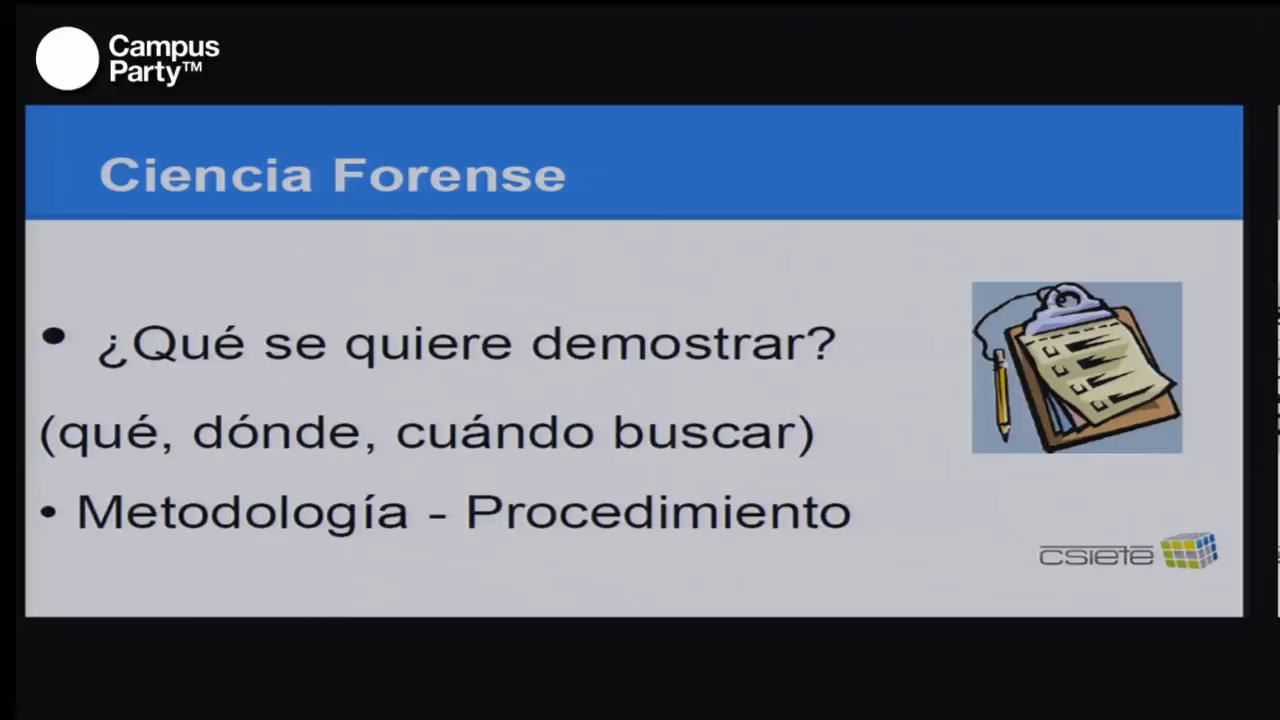 Campus
Party™
Ciencia Forense
• ¿Qué se quiere demostrar?
(qué, dónde, cuándo buscar)
• Metodología - Procedimiento
csiete